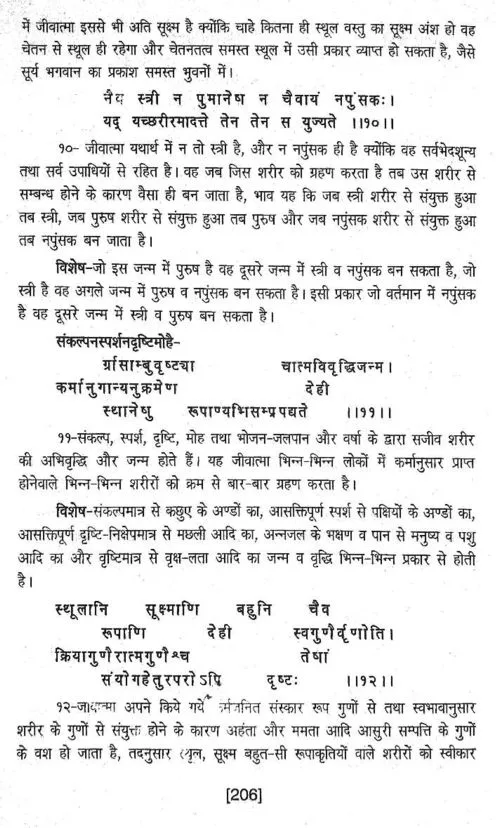 में जीवात्मा इससे भी अति सूक्ष्म है क्योंकि चाहे कितना ही स्थूल वस्तु का सूक्ष्म अंश हो वह
चेतन से स्थूल ही रहेगा और चेतनतत्व समस्त स्थूल में उसी प्रकार व्याप्त हो सकता है, जैसे
सूर्य भगवान का प्रकाश समस्त भुवनों में।
नैव स्त्री न पुमानेष न चैवायं नपुंसकः।
यद् यच्छरीरमादत्ते तेन तेन स युज्यते ।।१०।।
१०- जीवात्मा यथार्थ में न तो स्त्री है, और न नपुंसक ही है क्योंकि वह सर्वभेदशून्य
तथा सर्व उपाधियों से रहित है। वह जब जिस शरीर को ग्रहण करता है तब उस शरीर से
सम्बन्ध होने के कारण वैसा ही बन जाता है, भाव यह कि जब स्त्री शरीर से संयुक्त हुआ
तब स्त्री, जब पुरुष शरीर से संयुक्त हुआ तब पुरुष और जब नपुंसक शरीर से संयुक्त हुआ
तब नपुंसक बन जाता है।
विशेष-जो इस जन्म में पुरुष है वह दूसरे जन्म में स्त्री व नपुंसक बन सकता है, जो
स्त्री है वह अगले जन्म में पुरुष व नपुंसक बन सकता है। इसी प्रकार जो वर्तमान में नपुंसक
है वह दूसरे जन्म में स्त्री व पुरुष बन सकता है।
संकल्पनस्पर्शनदृष्टिमोहै-
र्ग्रासाम्बुवृष्ट्या चात्मविवृद्धिजन्म।
कर्मानुगान्यनुक्रमेण देही
स्थानेषु रूपाण्यभिसम्प्रपद्यते ।।११।।
११-संकल्प, स्पर्श, दृष्टि, मोह तथा भोजन-जलपान और वर्षा के द्वारा सजीव शरीर
की अभिवृद्धि और जन्म होते हैं। यह जीवात्मा भिन्न-भिन्न लोकों में कर्मानुसार प्राप्त
होनेवाले भिन्न-भिन्न शरीरों को क्रम से बार-बार ग्रहण करता है।
विशेष-संकल्पमात्र से कछुए के अण्डों का, आसक्तिपूर्ण स्पर्श से पक्षियों के अण्डों का,
आसक्तिपूर्ण दृष्टि-निक्षेपमात्र से मछली आदि का, अन्नजल के भक्षण व पान से मनुष्य व पशु
आदि का और वृष्टिमात्र से वृक्ष-लता आदि का जन्म व वृद्धि भिन्न-भिन्न प्रकार से होती
है।
स्थूलानि सूक्ष्माणि बहुनि चैव
रूपाणि देही स्वगुणैर्वृणोति।
क्रियागुणैरात्मगुणैश्च तेषां
संयोगहेतुरपरोऽपि दृष्टः ।।१२।।
१२- अपने किये गये संस्कार रूप गुणों से तथा स्वभावानुसार
शरीर के गुणों से संयुक्त होने के कारण अहंता और ममता आदि आसुरी सम्पत्ति के गुणों
के वश हो जाता है, तदनुसार सूक्ष्म बहुत-सी रूपाकृतियों वाले शरीरों को स्वीकार
[206]